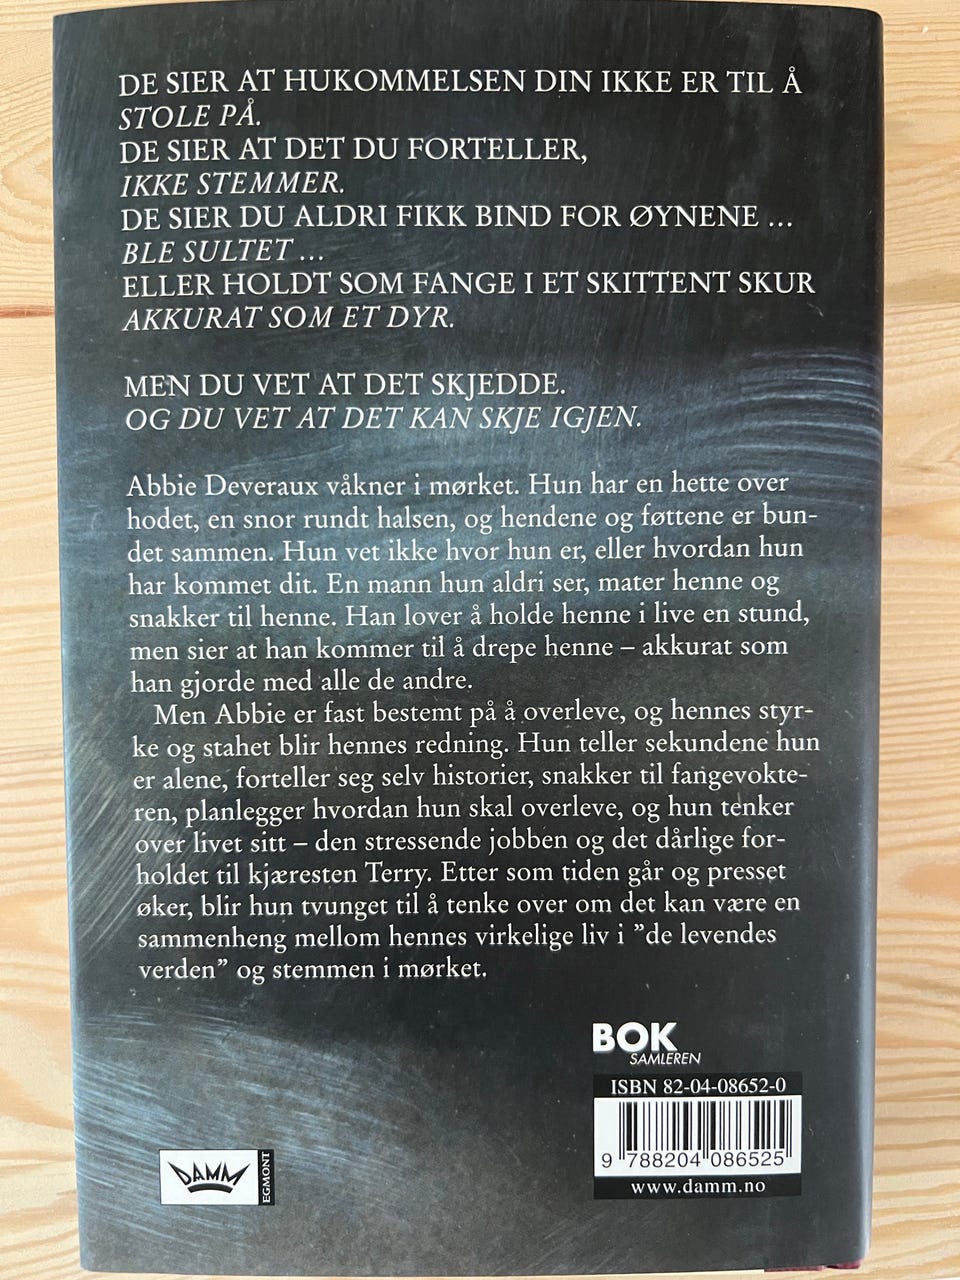 DE SIER AT HUKOMMELSEN DIN IKKE ER TIL Å
STOLE PÅ.
DE SIER AT DET DU FORTELLER,
IKKE STEMMER.
DE SIER DU ALDRI FIKK BIND FOR ØYNENE ...
BLE SULTET ...
ELLER HOLDT SOM FANGE I ET SKITTENT SKUR
AKKURAT SOM ET DYR.
MEN DU VET AT DET SKJEDDE.
OG DU VET AT DET KAN SKJE IGJEN.
Abbie Deveraux våkner i mørket. Hun har en hette over
hodet, en snor rundt halsen, og hendene og føttene er bun-
det sammen. Hun vet ikke hvor hun er, eller hvordan hun
har kommet dit. En mann hun aldri ser, mater henne og
snakker til henne. Han lover å holde henne i live en stund,
men sier at han kommer til å drepe henne – akkurat som
han gjorde med alle de andre.
Men Abbie er fast bestemt på å overleve, og hennes styr-
ke og stahet blir hennes redning. Hun teller sekundene hun
er alene, forteller seg selv historier, snakker til fangevokte-
ren, planlegger hvordan hun skal overleve, og hun tenker
over livet sitt – den stressende jobben og det dårlige for-
holdet til kjæresten Terry. Etter som tiden går og presset
øker, blir hun tvunget til å tenke over om det kan være en
sammenheng mellom hennes virkelige liv i ”de levendes
verden” og stemmen i mørket.
BOK
SAMLEREN
ISBN 82-04-08652-0
9 788204 086525
www.damm.no
DAMM
EGMONT